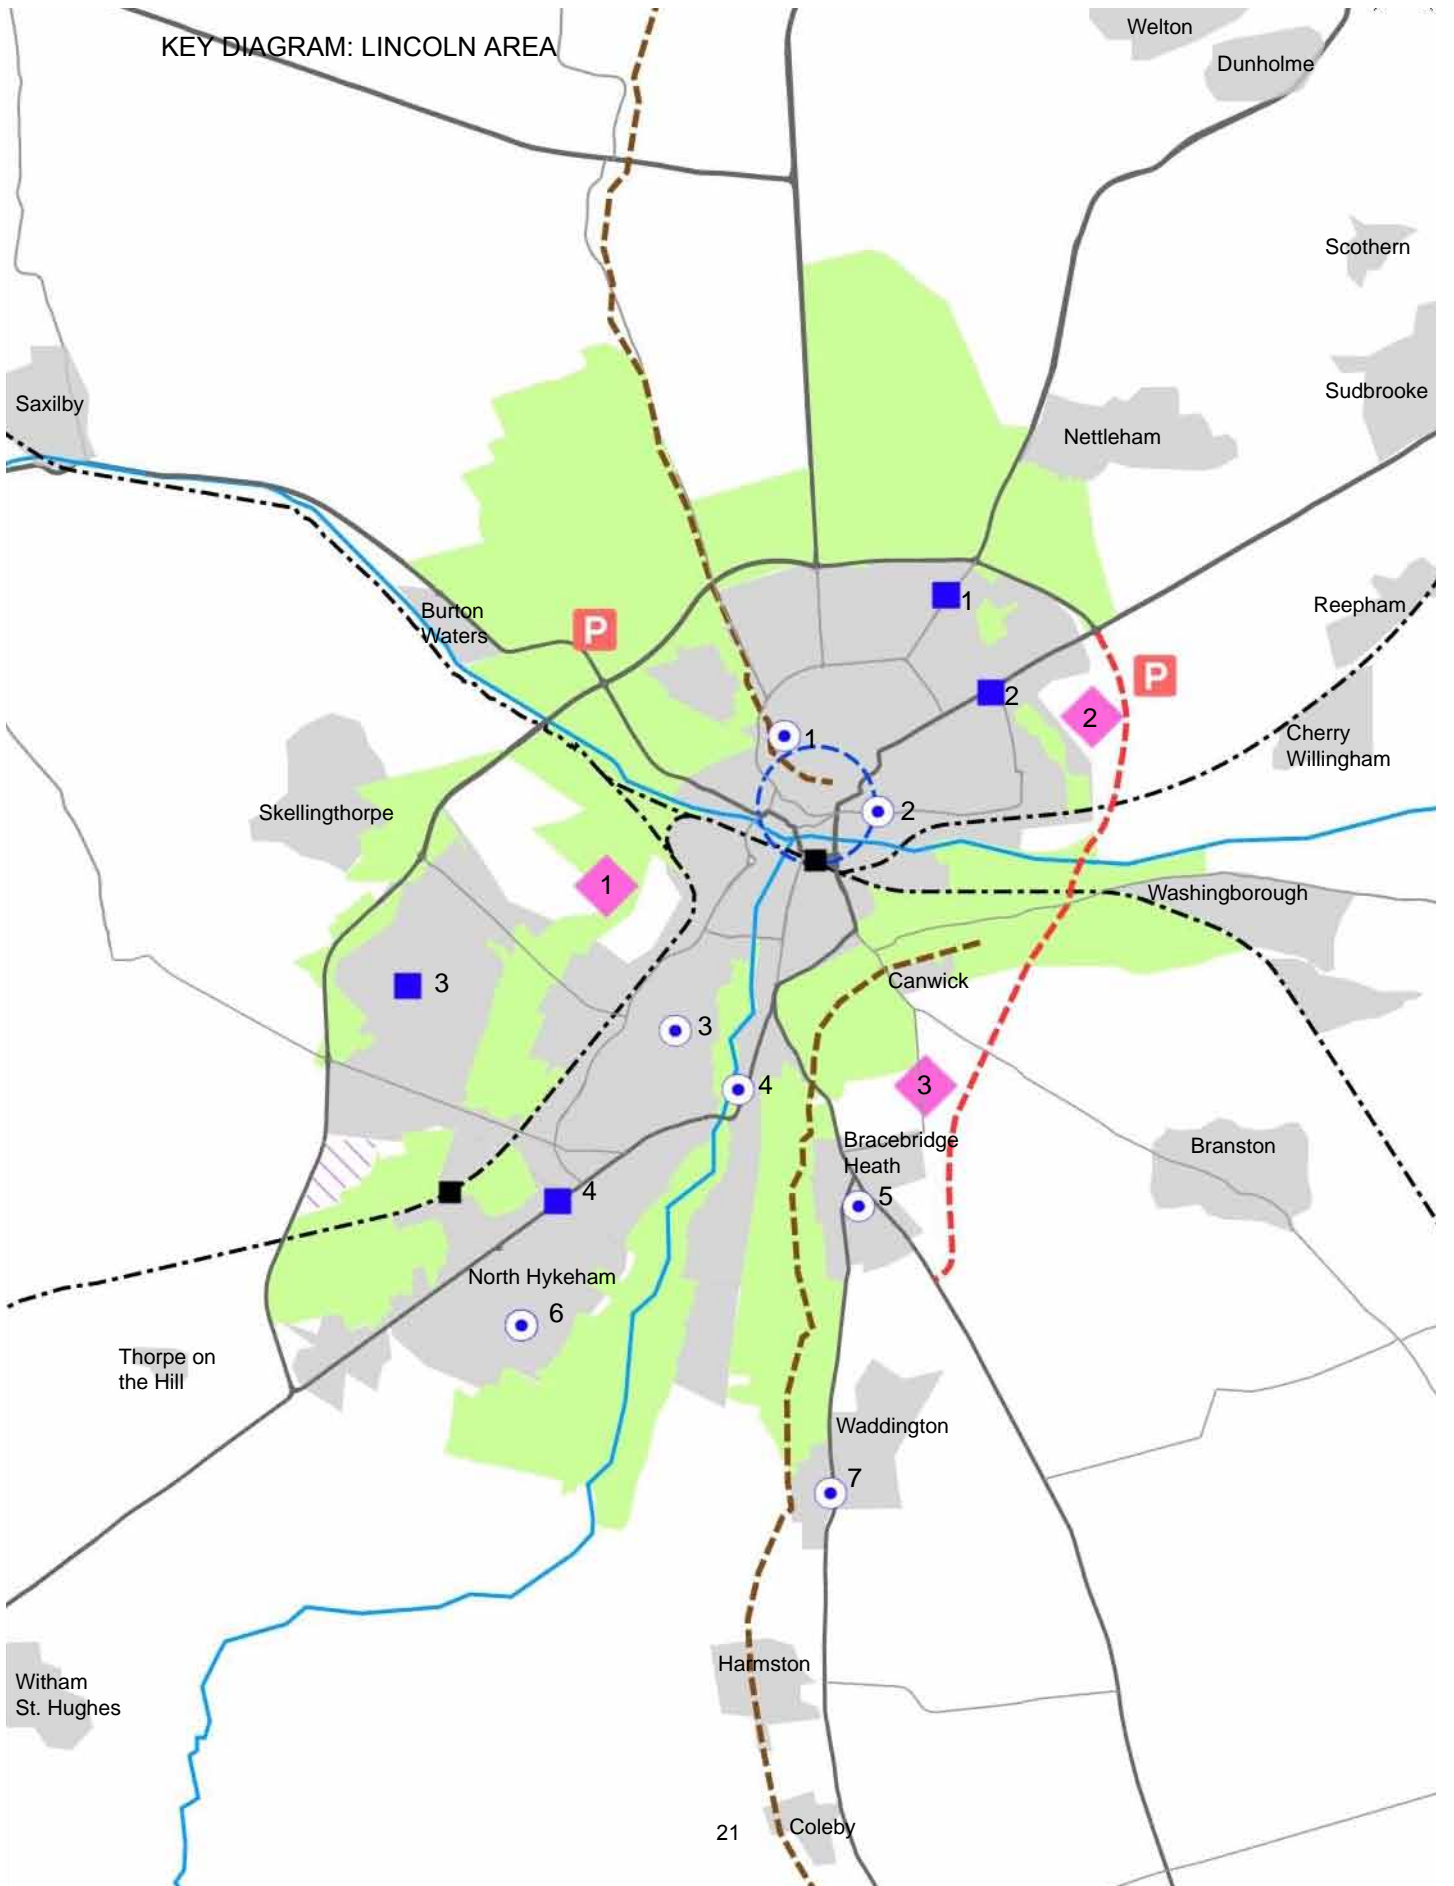 KEY DIAGRAM: LINCOLN AREA
Welton
Dunholme
Scothern
Sudbrooke
Saxilby
Nettleham
Reepham
Burton
Waters
P
1
2
P
2
Cherry
Willingham
1
2
Skellingthorpe
1
Washingborough
Canwick
3
3
4
3
Bracebridge
Heath
Branston
4
5
North Hykeham
6
Thorpe on
the Hill
Waddington
7
Harmston
Witham
St. Hughes
21
Coleby